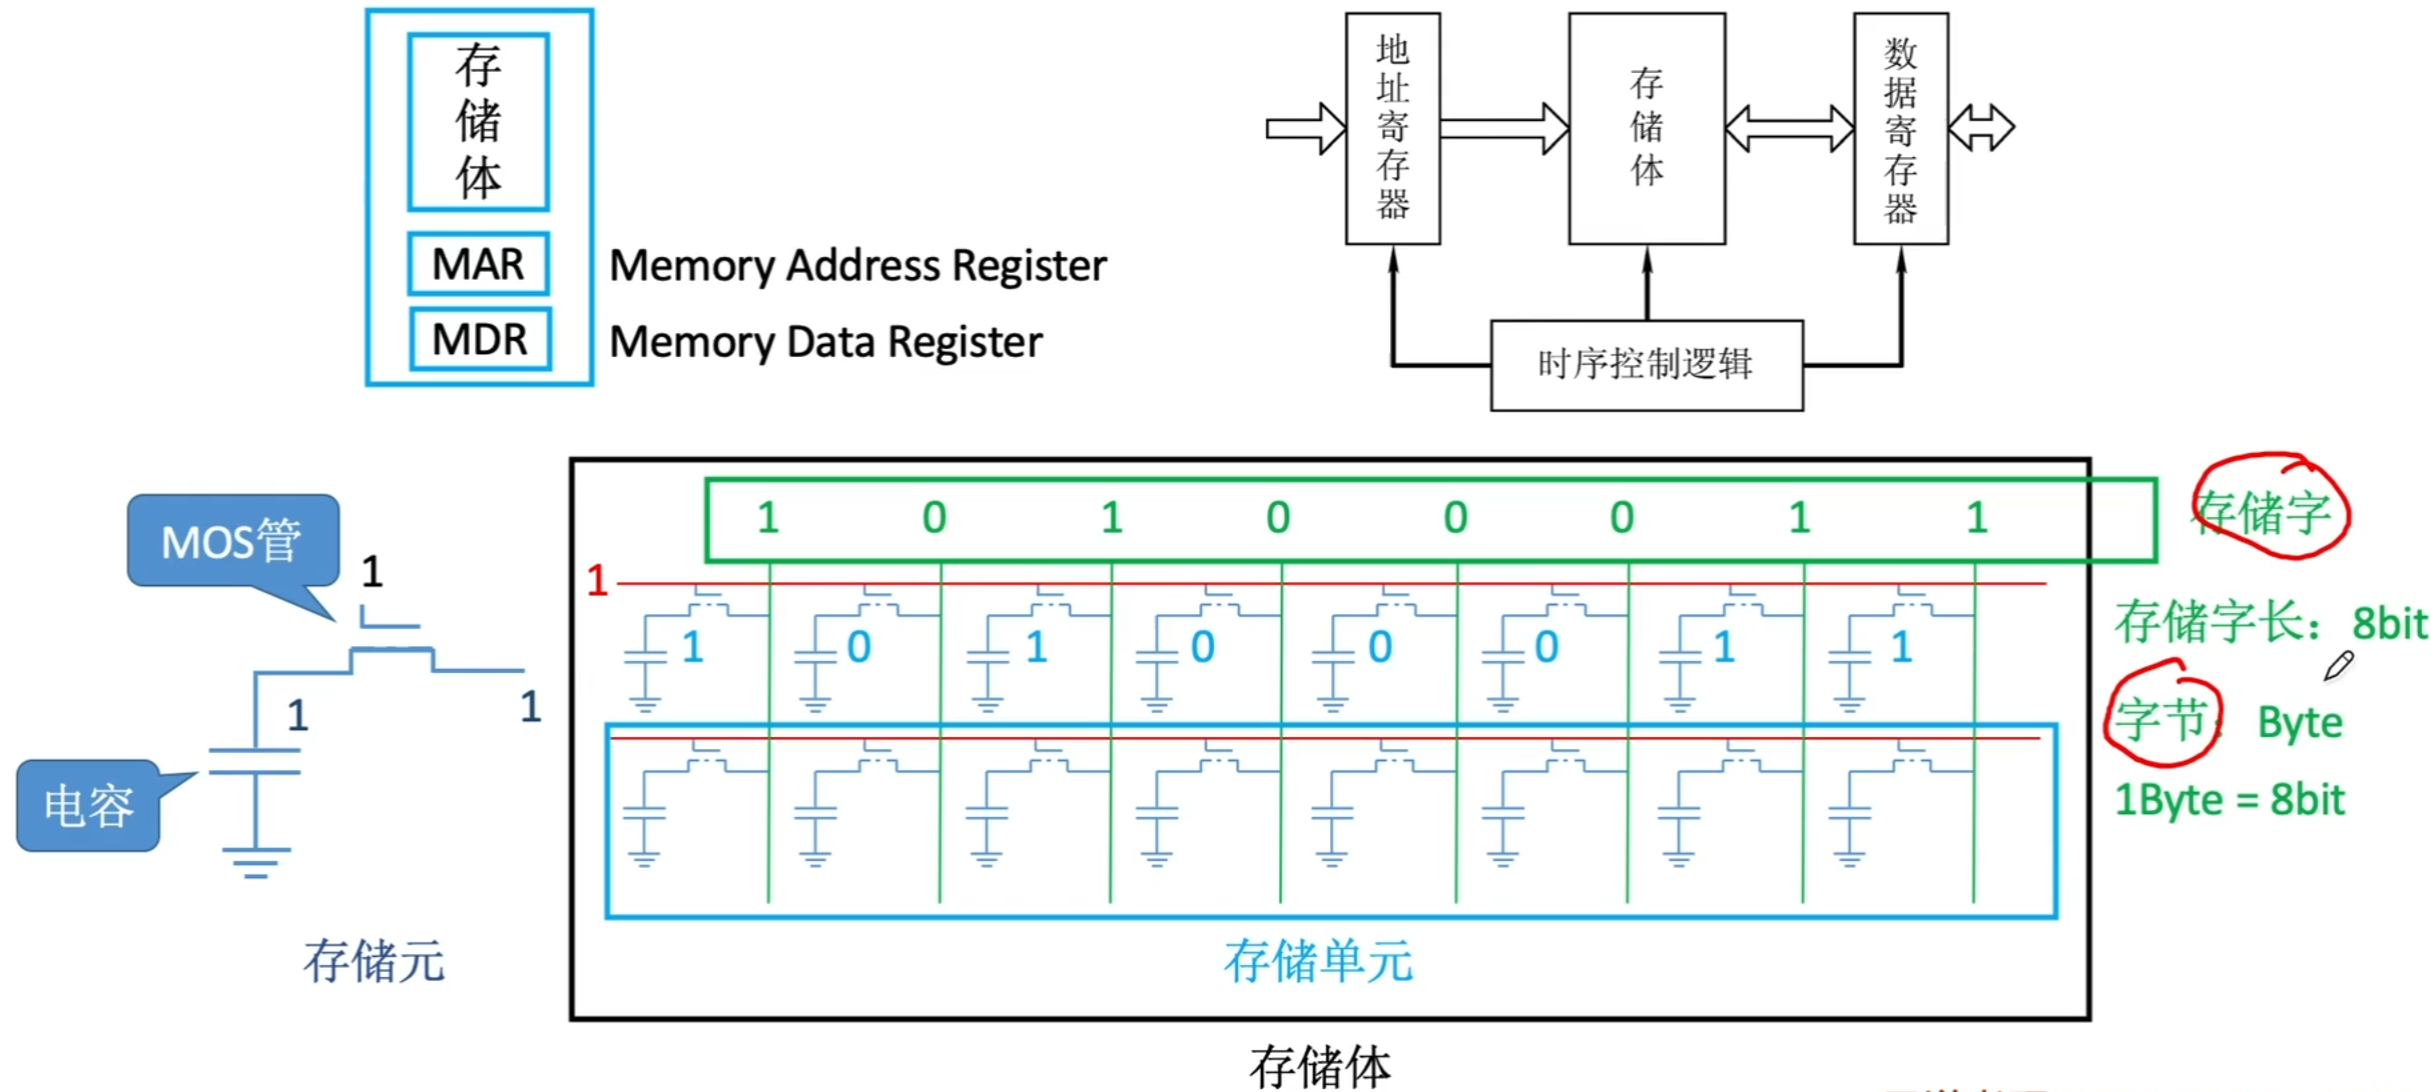 存储体
MAR
Memory Address Register
MDR
Memory Data Register
地址寄存器
存储体
数据寄存器
时序控制逻辑
MOS管
1
1
1
电容
存储元
1 0 1 0 0 0 1 1
存储字
1
1 0 1 0 0 0 1 1
存储字长：8bit
字节：Byte
1Byte = 8bit
存储单元
存储体